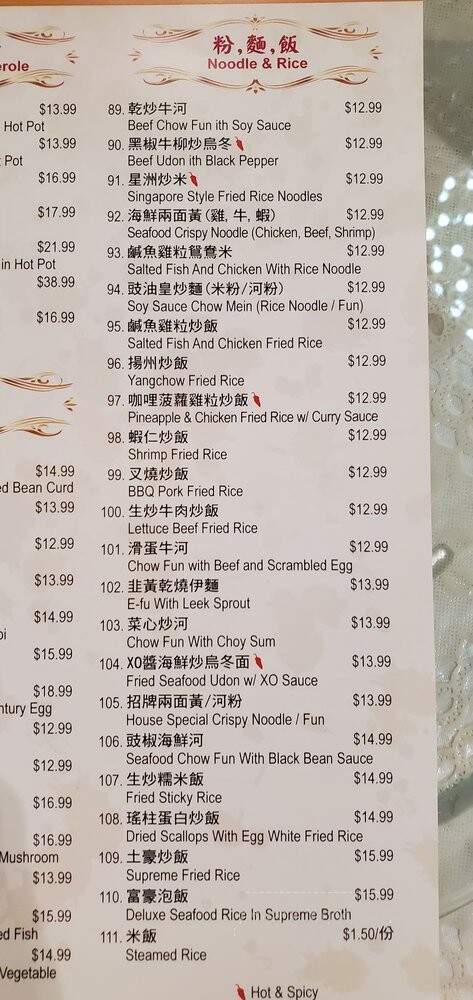 erole
$13.99
Hot Pot
$13.99
Pot
$16.99
$17.99
$21.99
in Hot Pot
$38.99
$16.99
$14.99
ed Bean Curd
$13.99
$12.99
$13.99
$14.99
oi
$15.99
$18.99
ntury Egg
$12.99
$12.99
$16.99
$16.99
Mushroom
$13.99
$15.99
ed Fish
$14.99
Vegetable
粉,麵,飯
Noodle & Rice
89. 乾炒牛河 $12.99
Beef Chow Fun ith Soy Sauce
90. 黑椒牛柳炒烏冬 $12.99
Beef Udon ith Black Pepper
91. 星洲炒米 $12.99
Singapore Style Fried Rice Noodles
92. 海鮮兩面黃(雞, 牛, 蝦) $12.99
Seafood Crispy Noodle (Chicken, Beef, Shrimp)
93. 鹹魚雞粒鴛鴦米 $12.99
Salted Fish And Chicken With Rice Noodle
94. 豉油皇炒麵(米粉/河粉) $12.99
Soy Sauce Chow Mein (Rice Noodle / Fun)
95. 鹹魚雞粒炒飯 $12.99
Salted Fish And Chicken Fried Rice
96. 揚州炒飯 $12.99
Yangchow Fried Rice
97. 咖哩菠蘿雞粒炒飯 $12.99
Pineapple & Chicken Fried Rice w/ Curry Sauce
98. 蝦仁炒飯 $12.99
Shrimp Fried Rice
99. 叉燒炒飯 $12.99
BBQ Pork Fried Rice
100. 生炒牛肉炒飯 $12.99
Lettuce Beef Fried Rice
101. 滑蛋牛河 $12.99
Chow Fun with Beef and Scrambled Egg
102. 韭黃乾燒伊麵 $13.99
E-fu With Leek Sprout
103. 菜心炒河 $13.99
Chow Fun With Choy Sum
104. XO醬海鮮炒烏冬面 $13.99
Fried Seafood Udon w/ XO Sauce
105. 招牌兩面黃/河粉 $13.99
House Special Crispy Noodle / Fun
106. 豉椒海鮮河 $14.99
Seafood Chow Fun With Black Bean Sauce
107. 生炒糯米飯 $14.99
Fried Sticky Rice
108. 瑤柱蛋白炒飯 $14.99
Dried Scallops With Egg White Fried Rice
109. 土豪炒飯 $15.99
Supreme Fried Rice
110. 富豪泡飯 $15.99
Deluxe Seafood Rice In Supreme Broth
111. 米飯 $1.50/份
Steamed Rice
Hot & Spicy